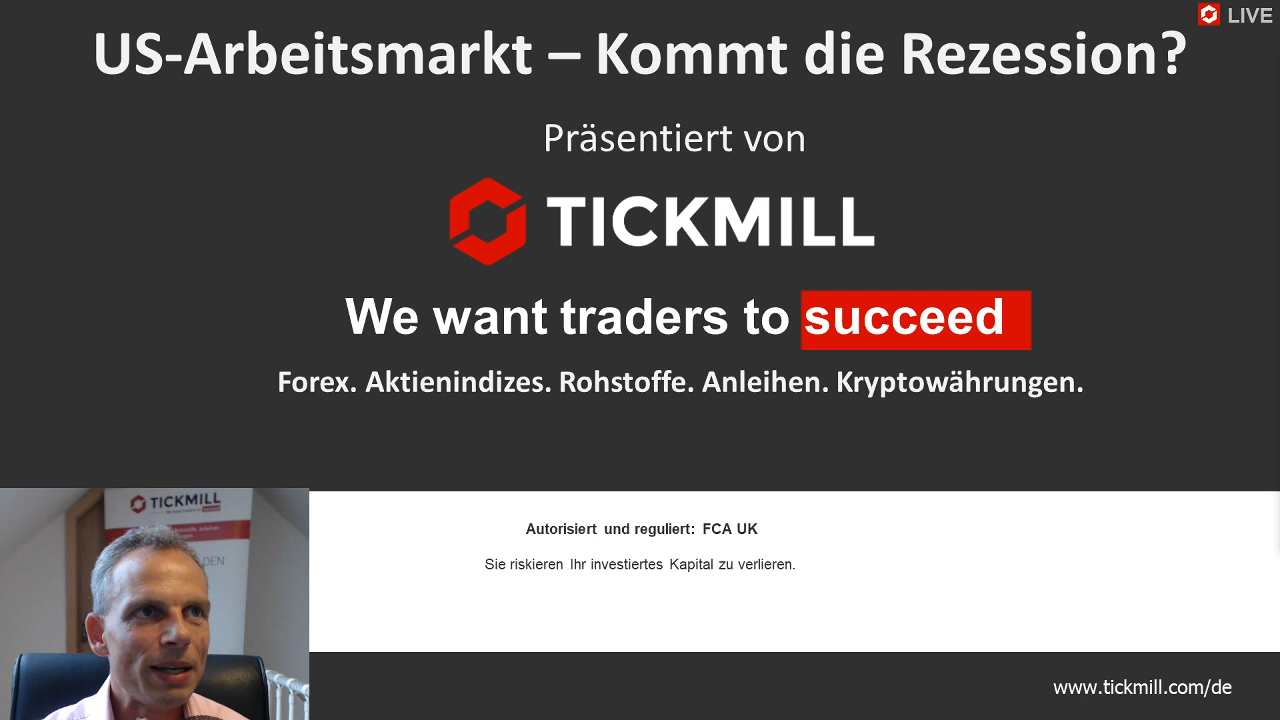 LIVE
US-Arbeitsmarkt – Kommt die Rezession?
Präsentiert von
TICKMILL
We want traders to succeed
Forex. Aktienindizes. Rohstoffe. Anleihen. Kryptowährungen.
TICKMILL
Autorisiert und reguliert: FCA UK
Sie riskieren Ihr investiertes Kapital zu verlieren.
www.tickmill.com/de